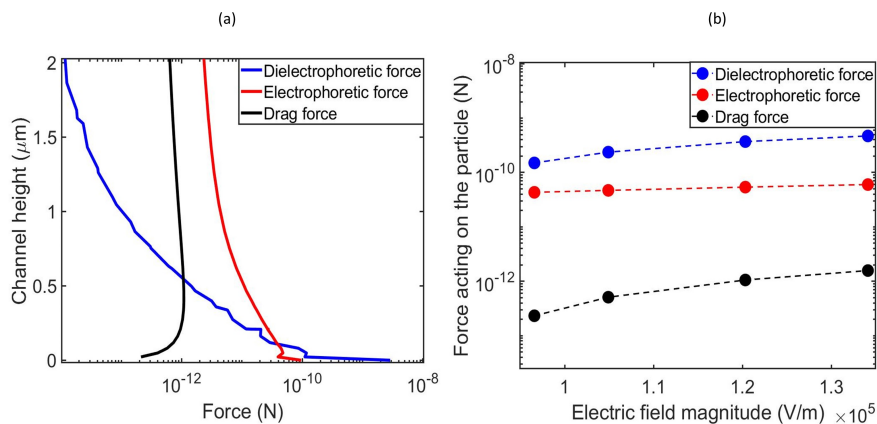 (a)
(b)
2
1.5
1
0.5
0
Channel height (μm)
Dielectrophoretic force
Electrophoretic force
Drag force
10^-12
10^-10
10^-8
Force (N)
10^-8
10^-10
10^-12
Force acting on the particle (N)
Dielectrophoretic force
Electrophoretic force
Drag force
1
1.1
1.2
1.3
Electric field magnitude (V/m) ×10^5